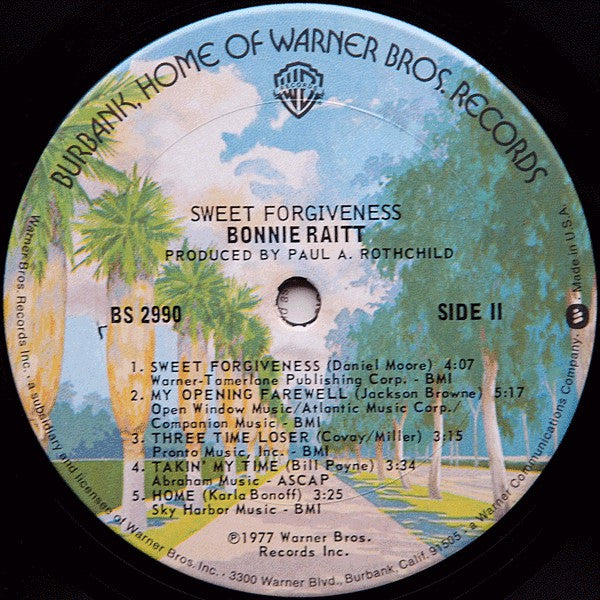 BURBANK, HOME OF WARNER BROS. RECORDS
RECORDS
SWEET FORGIVENESS
BONNIE RAITT
PRODUCED BY PAUL A. ROTHCHILD
BS 2990
SIDE II
1. SWEET FORGIVENESS (Daniel Moore) 4:07
Warner-Tamerlane Publishing Corp. - BMI
2. MY OPENING FAREWELL (Jackson Browne) 5:17
Open Window Music/Atlantic Music Corp./
Companion Music - BMI
3. THREE TIME LOSER (Covay/Miller) 3:15
Pronto Music, Inc. - BMI
4. TAKIN' MY TIME (Bill Payne) 3:34
Abraham Music - ASCAP
5. HOME (Karla Bonoff) 3:25
Sky Harbor Music - BMI
℗1977 Warner Bros.
Records Inc.
Warner Bros. Records Inc. · a subsidiary and licensee of Warner Bros. Inc. · 3300 Warner Blvd., Burbank, Calif. 91505 · a Warner Communications Company · Made in U.S.A.